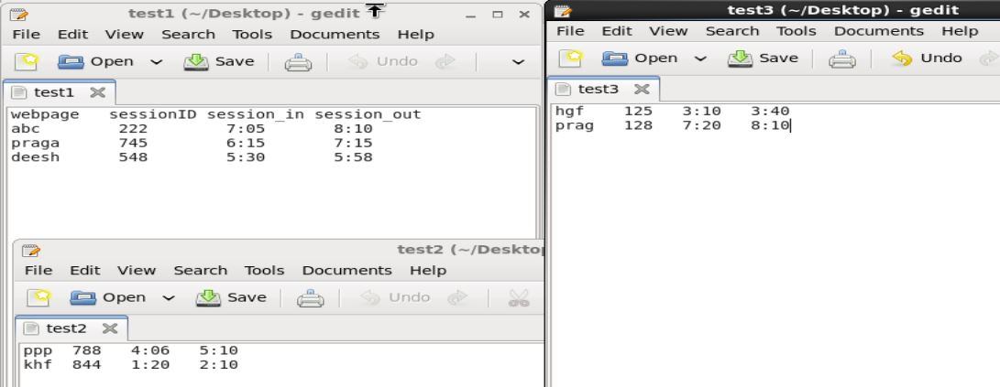 test1 (~/Desktop) - gedit
File Edit View Search Tools Documents Help
Open Save Undo
test1
webpage sessionID session_in session_out
abc 222 7:05 8:10
praga 745 6:15 7:15
deesh 548 5:30 5:58
test2 (~/Deskto
File Edit View Search Tools Documents Help
Open Save Undo
test2
ppp 788 4:06 5:10
khf 844 1:20 2:10
test3 (~/Desktop) - gedit
File Edit View Search Tools Documents Help
Open Save Undo
test3
hgf 125 3:10 3:40
prag 128 7:20 8:10